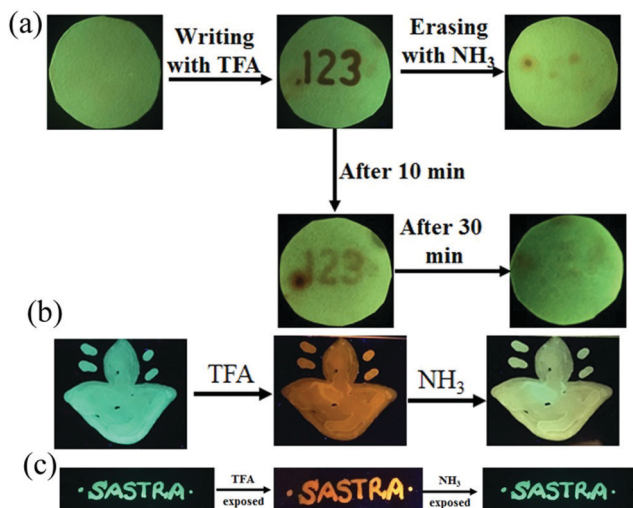 (a)
Writing
with TFA
.123
Erasing
with NH₃
After 10 min
123
After 30
min
(b)
TFA
NH₃
(c)
·SASTRA·
TFA
exposed
·SASTRA·
NH₃
exposed
·SASTRA·